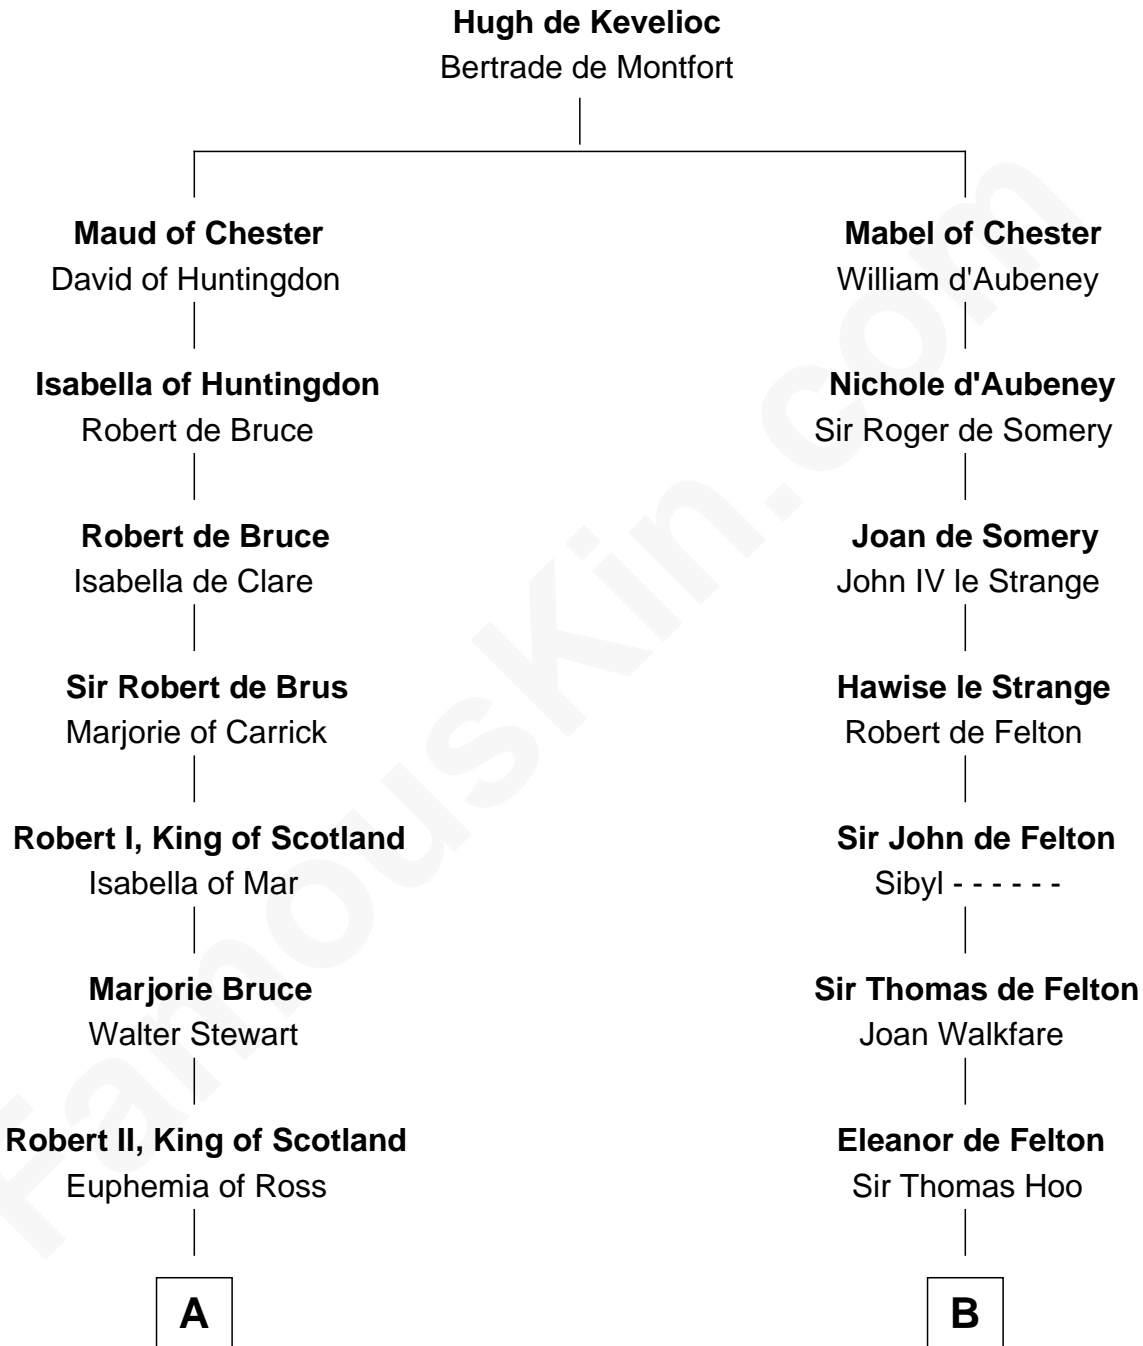 Hugh de Kevelioc
Bertrade de Montfort
Maud of Chester
David of Huntingdon
Mabel of Chester
William d'Aubeney
Isabella of Huntingdon
Robert de Bruce
Nichole d'Aubeney
Sir Roger de Somery
Robert de Bruce
Isabella de Clare
Joan de Somery
John IV le Strange
Sir Robert de Brus
Marjorie of Carrick
Hawise le Strange
Robert de Felton
Robert I, King of Scotland
Isabella of Mar
Sir John de Felton
Sibyl - - - - - -
Marjorie Bruce
Walter Stewart
Sir Thomas de Felton
Joan Walkfare
Robert II, King of Scotland
Euphemia of Ross
Eleanor de Felton
Sir Thomas Hoo
A
B
FamousKin.com